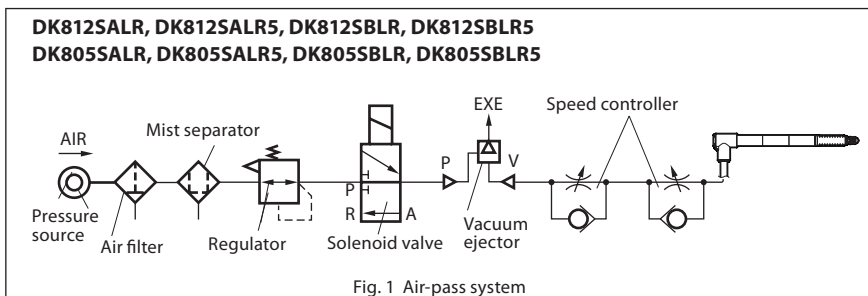 DK812SALR, DK812SALR5, DK812SBLR, DK812SBLR5
DK805SALR, DK805SALR5, DK805SBLR, DK805SBLR5
EXE
Speed controller
AIR
Mist separator
P
V
P
R
A
Pressure
source
Air filter
Regulator
Solenoid valve
Vacuum
ejector
Fig. 1 Air-pass system